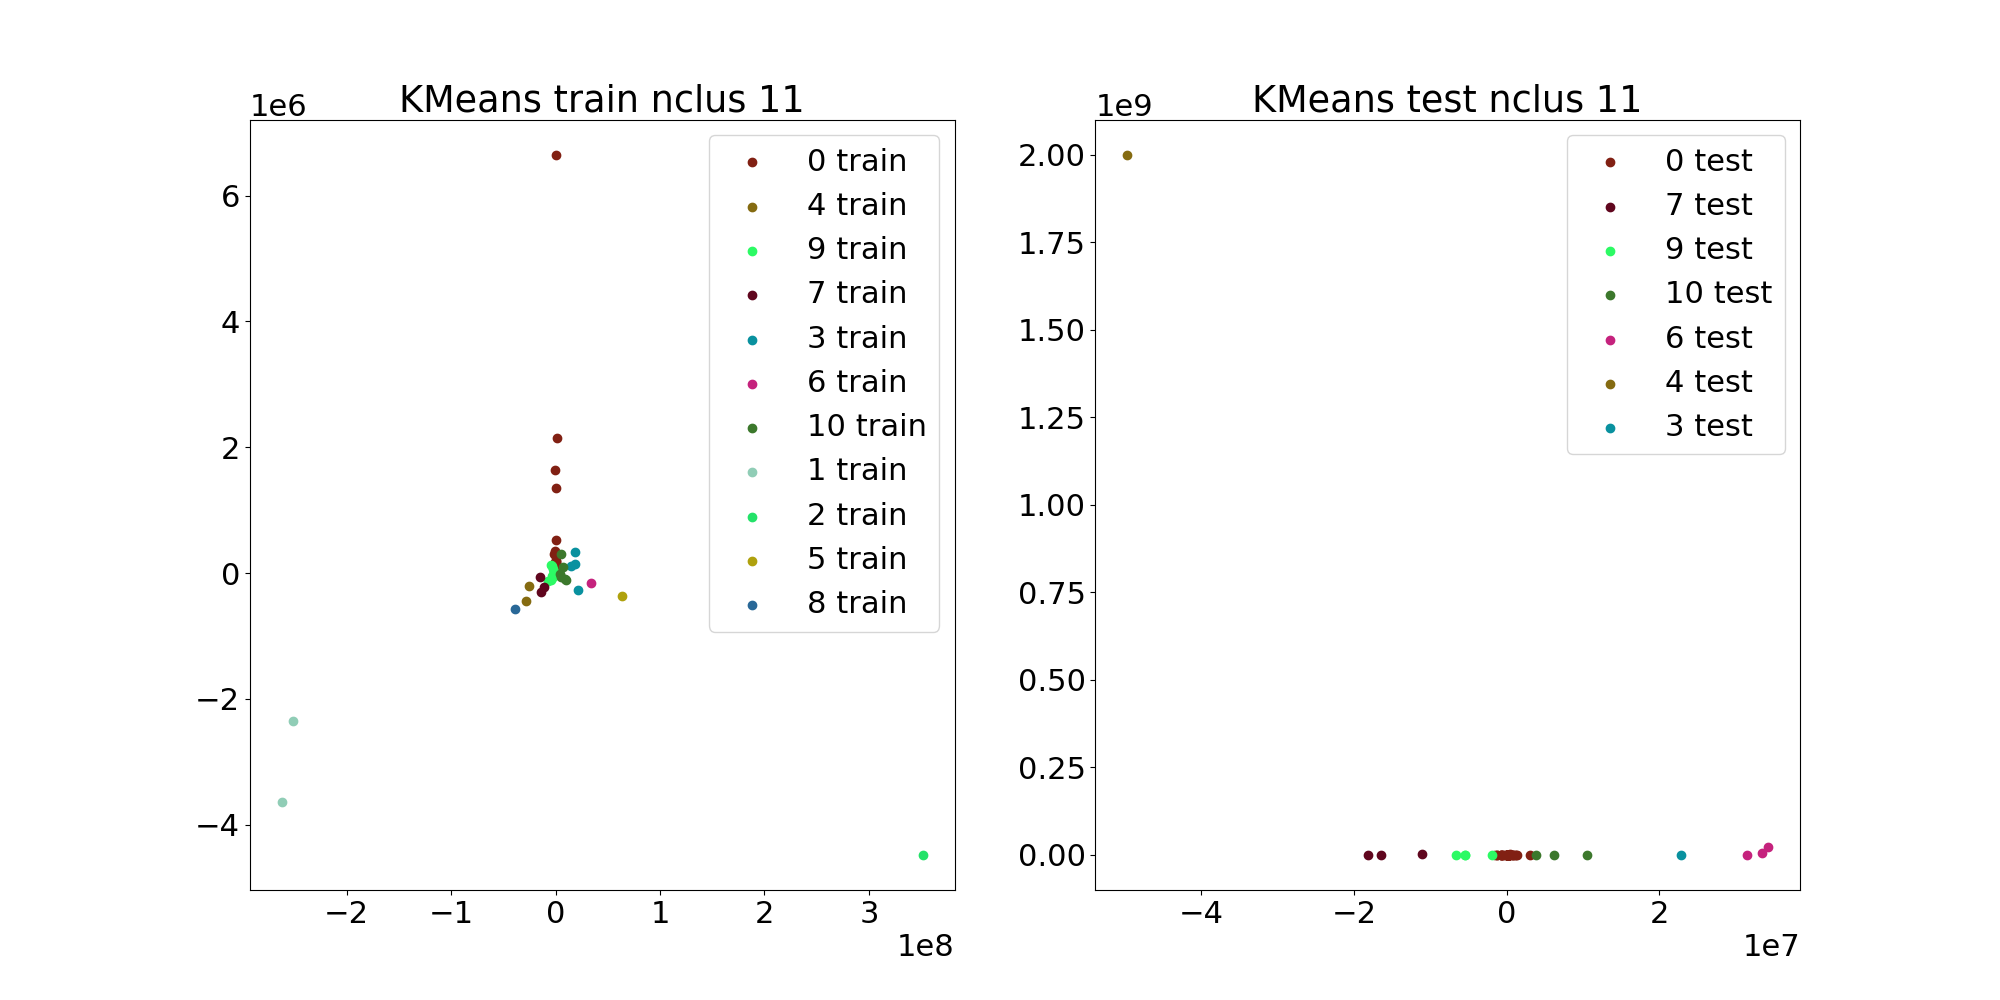 KMeans train nclus 11
1e6
6
4
2
0
−2
−4
−2
−1
0
1
2
3
1e8
0 train
4 train
9 train
7 train
3 train
6 train
10 train
1 train
2 train
5 train
8 train
KMeans test nclus 11
1e9
2.00
1.75
1.50
1.25
1.00
0.75
0.50
0.25
0.00
−4
−2
0
2
1e7
0 test
7 test
9 test
10 test
6 test
4 test
3 test